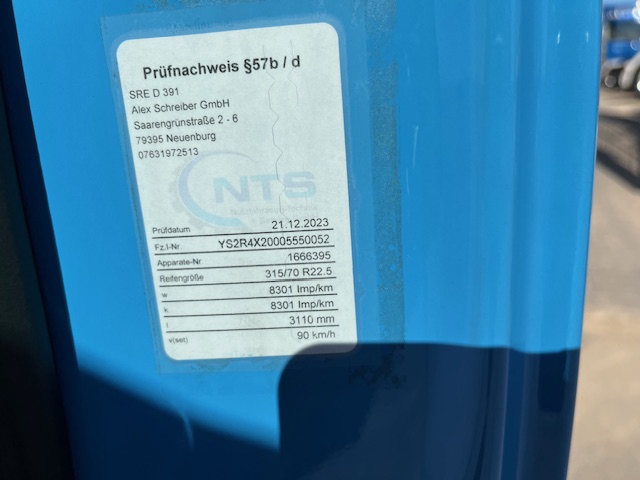 Prüfnachweis §57b / d
SRE D 391
Alex Schreiber GmbH
Saarengrünstraße 2 - 6
79395 Neuenburg
07631972513
NTS
Nutzfahrzeug-Technik
Prüfdatum 21.12.2023
Fz.I-Nr YS2R4X20005550052
Apparate-Nr 1666395
Reifengröße 315/70 R22.5
w 8301 Imp/km
k 8301 Imp/km
l 3110 mm
v(set) 90 km/h